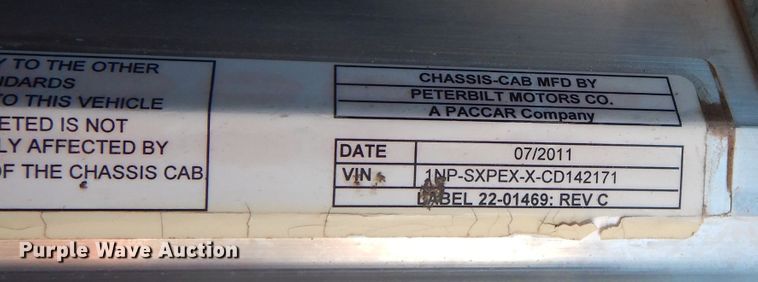 Y TO THE OTHER
NDARDS
TO THIS VEHICLE
ETED IS NOT
LY AFFECTED BY
OF THE CHASSIS CAB.
CHASSIS-CAB MFD BY
PETERBILT MOTORS CO.
A PACCAR Company
DATE 07/2011
VIN 1NP-SXPEX-X-CD142171
LABEL 22-01469: REV C
Purple Wave Auction